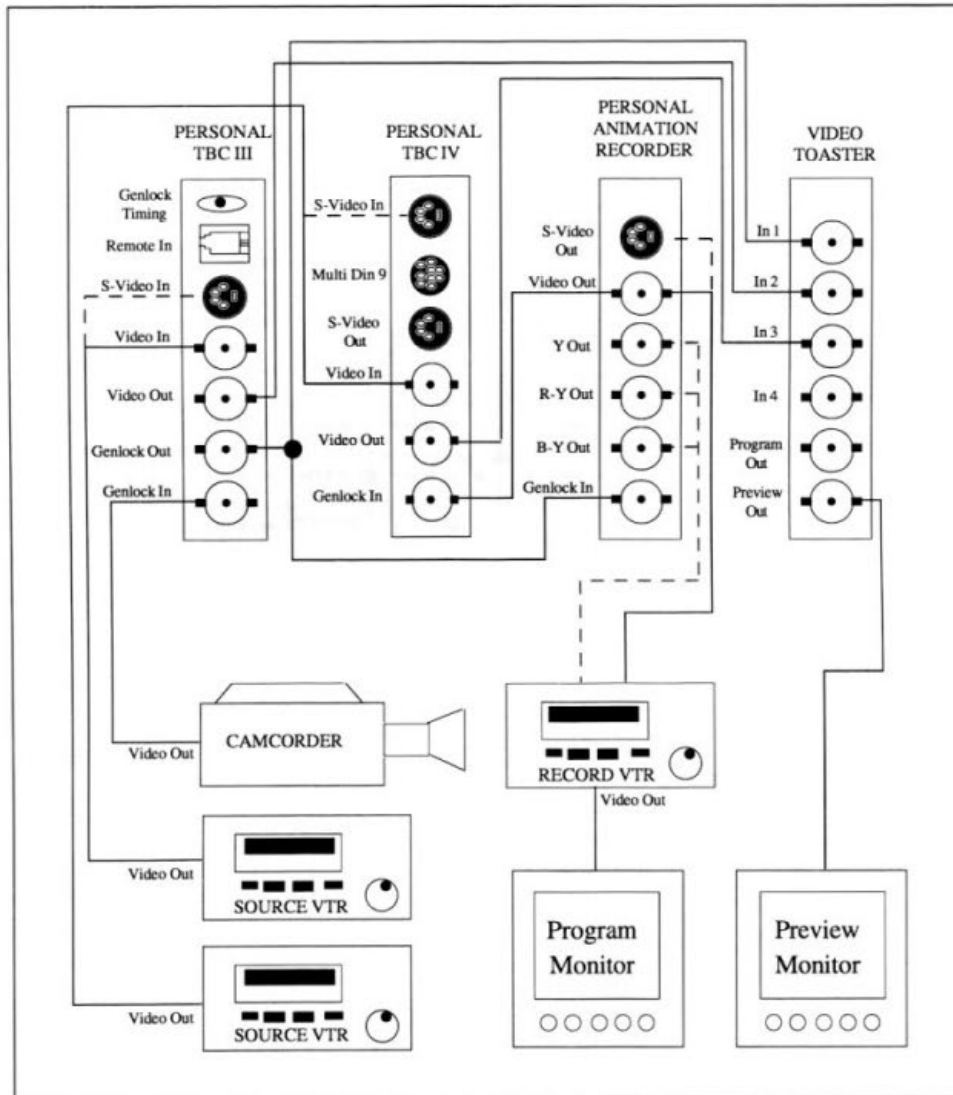 PERSONAL
TBC III
Genlock
Timing
Remote In
S-Video In
Video In
Video Out
Genlock Out
Genlock In
PERSONAL
TBC IV
S-Video In
Multi Din 9
S-Video
Out
Video In
Video Out
Genlock In
PERSONAL
ANIMATION
RECORDER
S-Video
Out
Video Out
Y Out
R-Y Out
B-Y Out
Genlock In
VIDEO
TOASTER
In 1
In 2
In 3
In 4
Program
Out
Preview
Out
CAMCORDER
Video Out
RECORD VTR
Video Out
Video Out
SOURCE VTR
Video Out
SOURCE VTR
Program
Monitor
Preview
Monitor